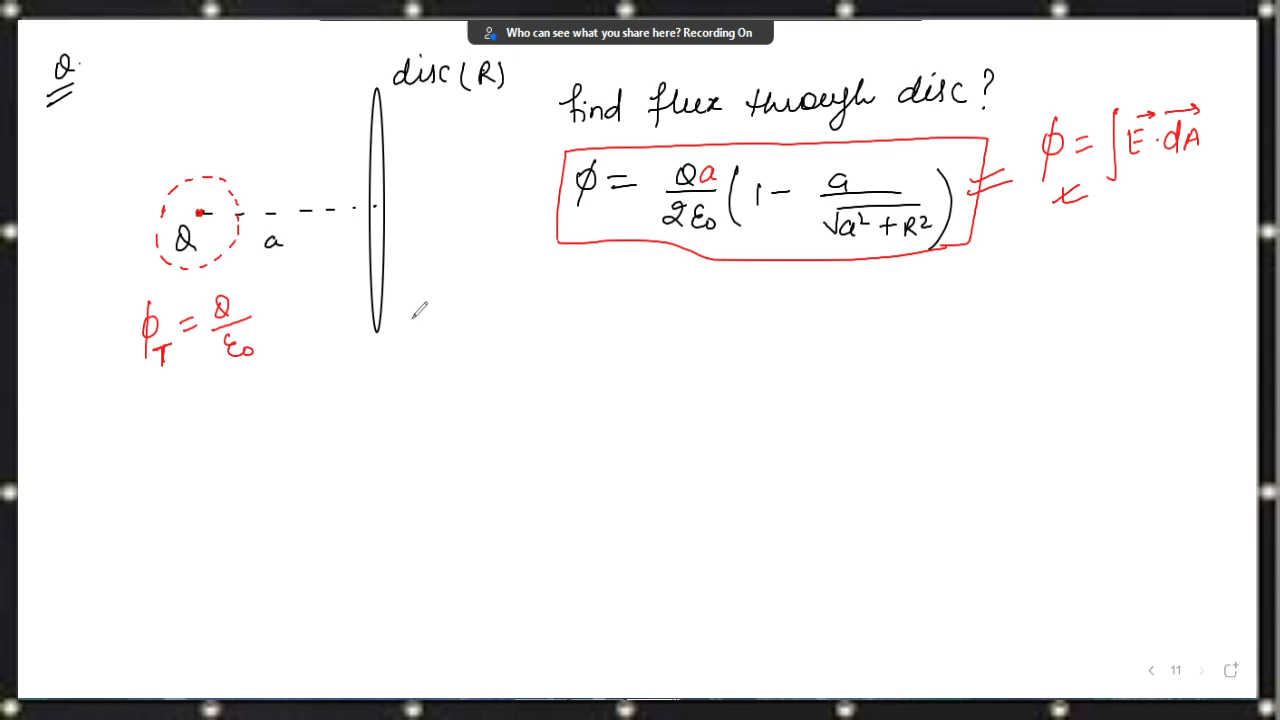 Who can see what you share here? Recording On
Q.
disc (R)
find flux through disc?
φ = Qa/2ε₀ (1 - a/√(a² + R²))
φ = ∫ E⃗ · dA⃗
Q
a
φ_T = Q/ε₀
11